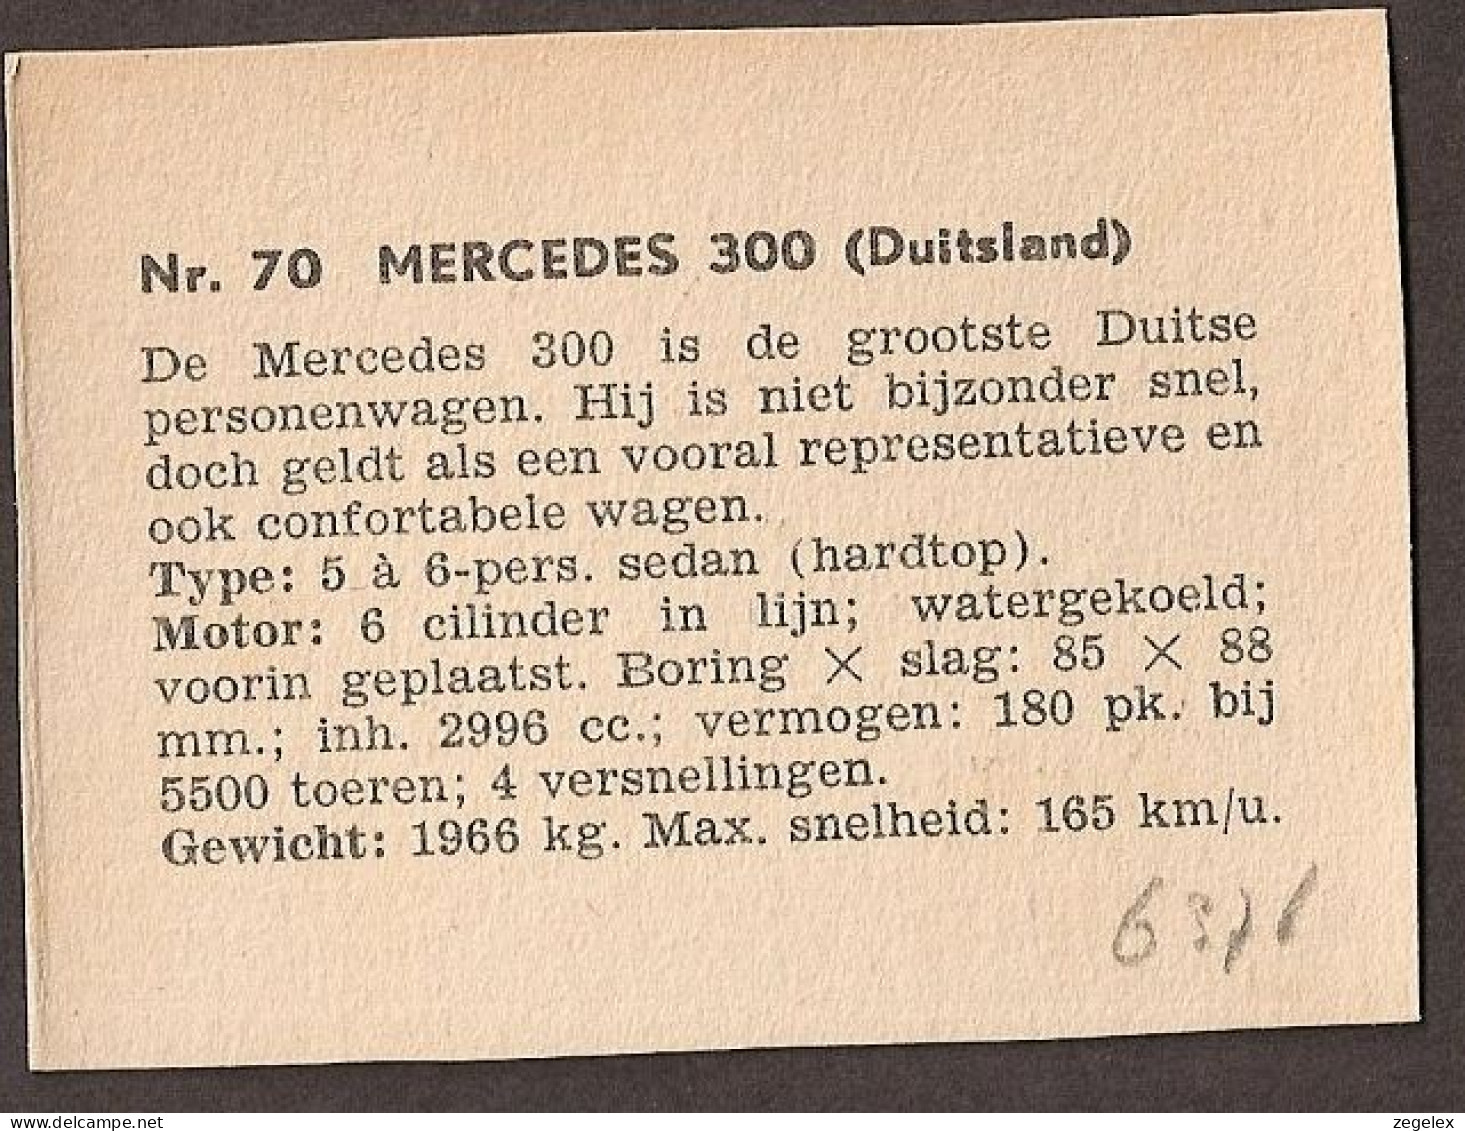 Nr. 70 MERCEDES 300 (Duitsland)
De Mercedes 300 is de grootste Duitse
personenwagen. Hij is niet bijzonder snel,
doch geldt als een vooral representatieve en
ook confortabele wagen.
Type: 5 à 6-pers. sedan (hardtop).
Motor: 6 cilinder in lijn; watergekoeld;
voorin geplaatst. Boring × slag: 85 × 88
mm.; inh. 2996 cc.; vermogen: 180 pk. bij
5500 toeren; 4 versnellingen.
Gewicht: 1966 kg. Max. snelheid: 165 km/u.
zegelex